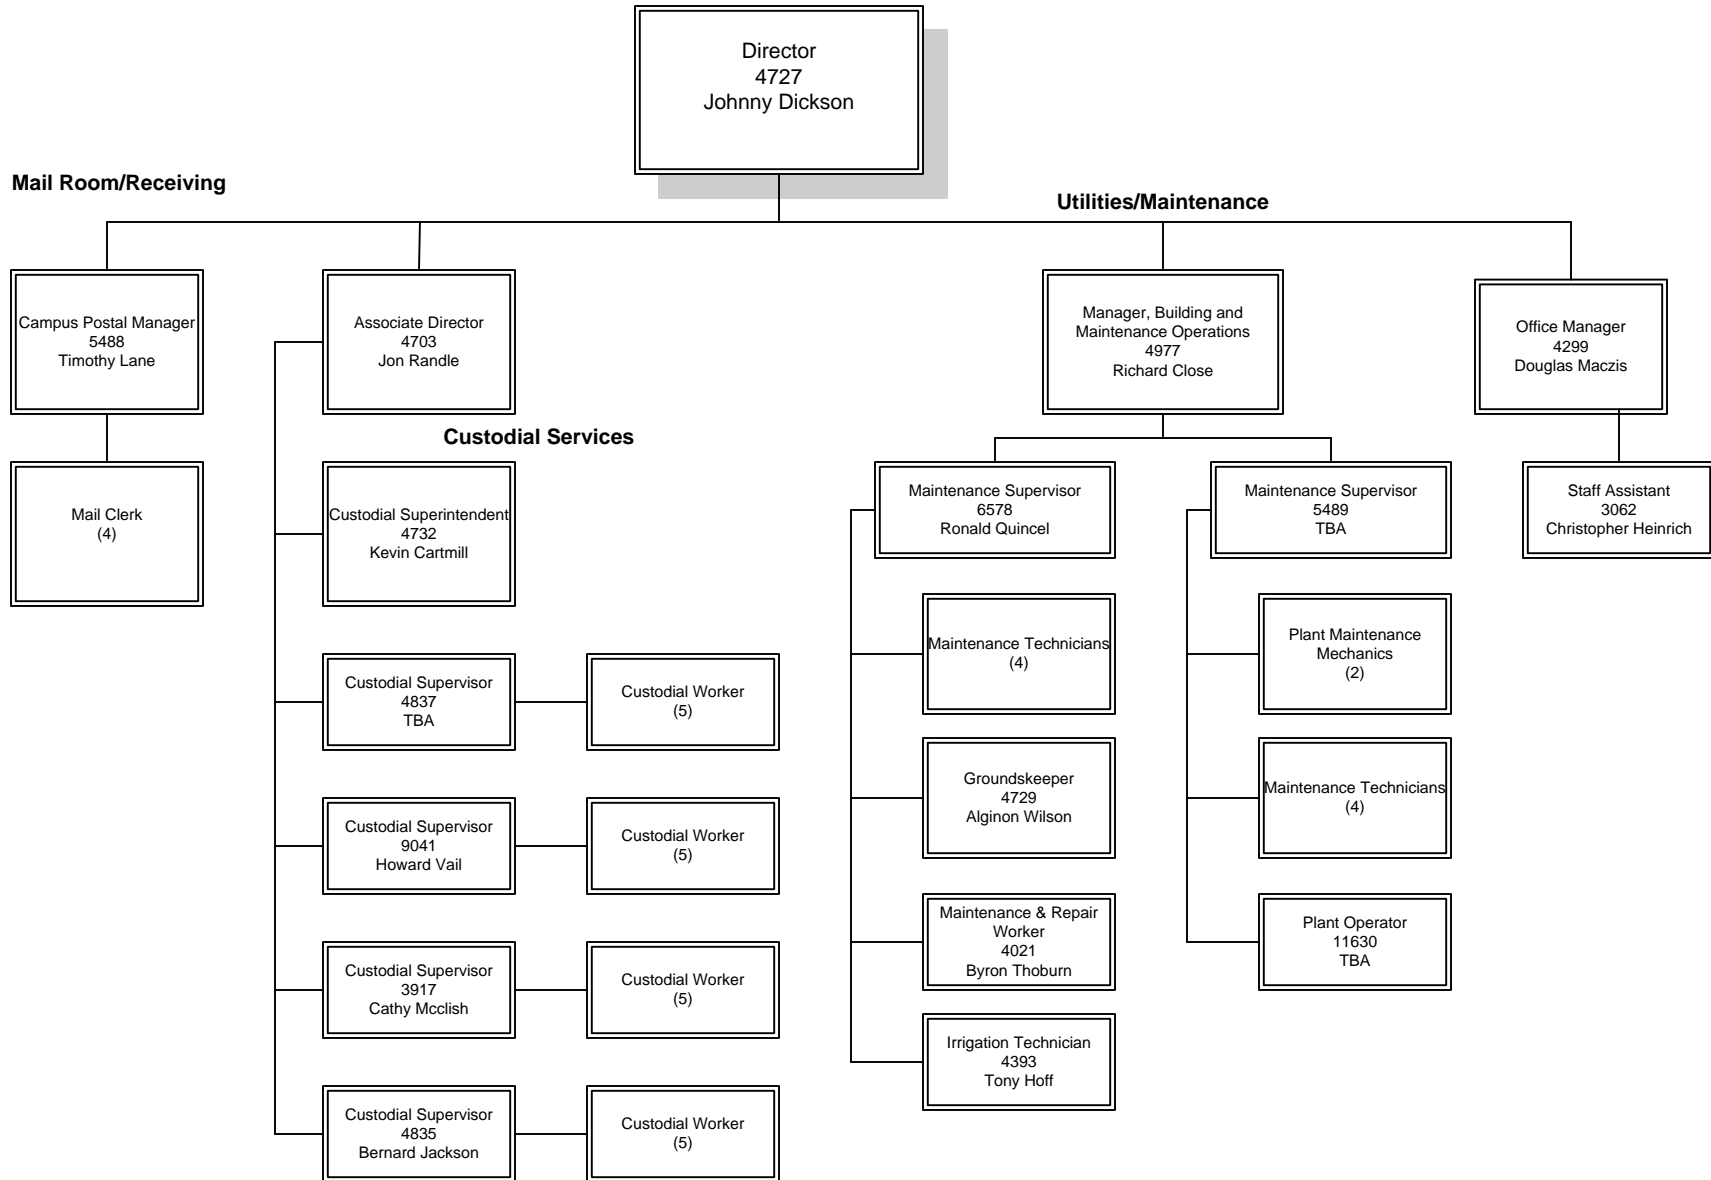 Director
4727
Johnny Dickson
Mail Room/Receiving
Utilities/Maintenance
Campus Postal Manager
5488
Timothy Lane
Associate Director
4703
Jon Randle
Manager, Building and
Maintenance Operations
4977
Richard Close
Office Manager
4299
Douglas Maczis
Custodial Services
Mail Clerk
(4)
Custodial Superintendent
4732
Kevin Cartmill
Maintenance Supervisor
6578
Ronald Quincel
Maintenance Supervisor
5489
TBA
Staff Assistant
3062
Christopher Heinrich
Custodial Supervisor
4837
TBA
Custodial Worker
(5)
Maintenance Technicians
(4)
Plant Maintenance
Mechanics
(2)
Custodial Supervisor
9041
Howard Vail
Custodial Worker
(5)
Groundskeeper
4729
Alginon Wilson
Maintenance Technicians
(4)
Custodial Supervisor
3917
Cathy Mcclish
Custodial Worker
(5)
Maintenance & Repair
Worker
4021
Byron Thoburn
Plant Operator
11630
TBA
Irrigation Technician
4393
Tony Hoff
Custodial Supervisor
4835
Bernard Jackson
Custodial Worker
(5)